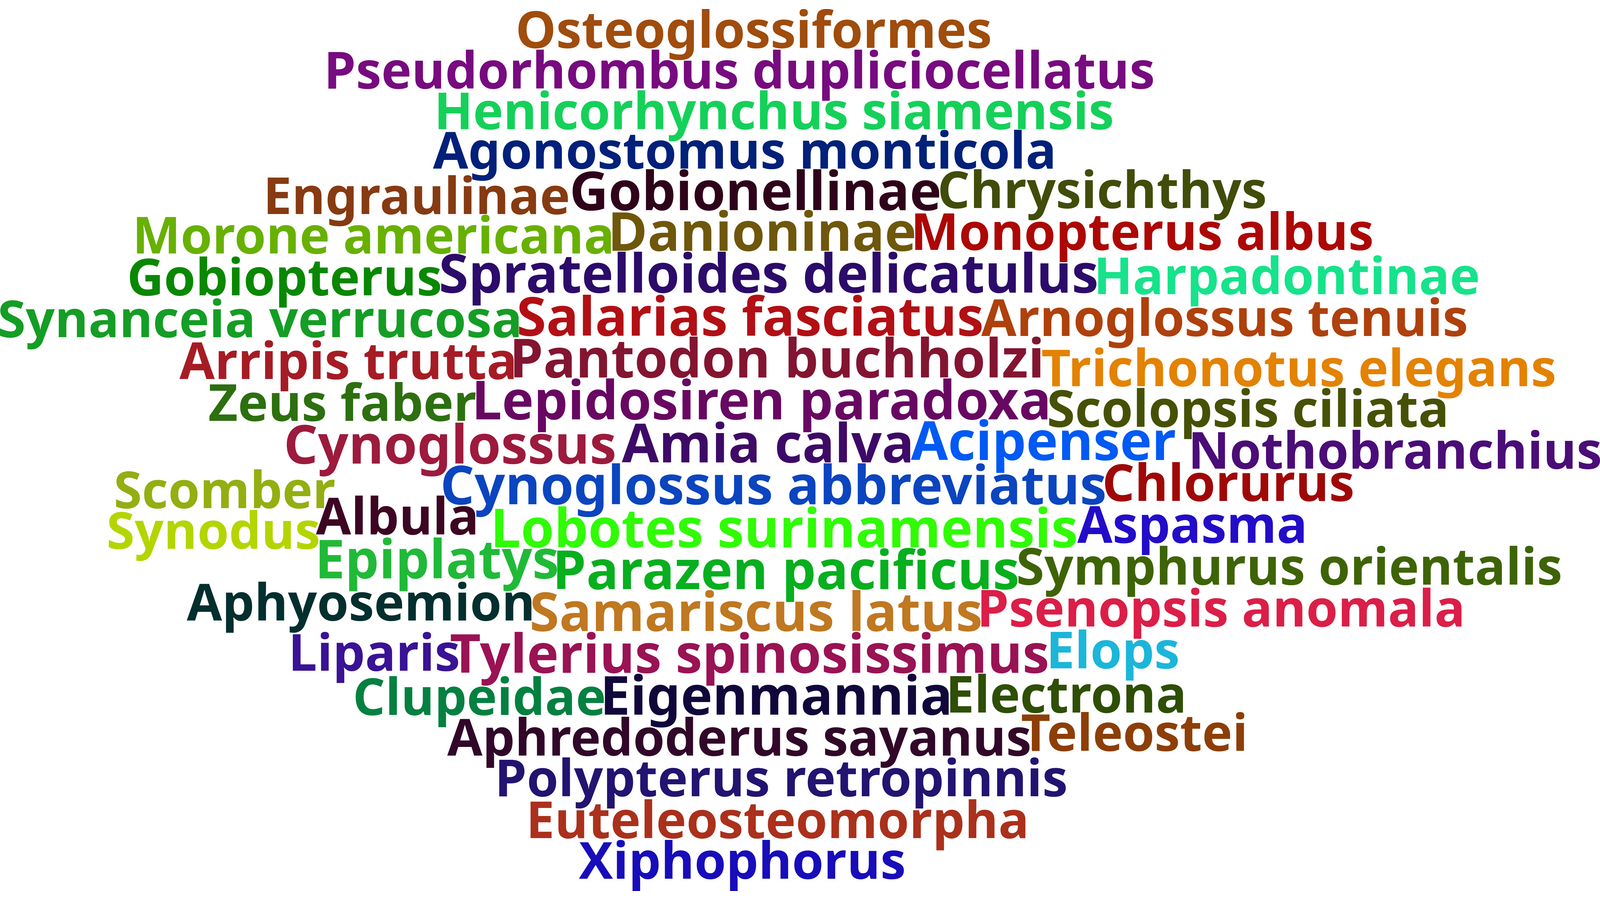 Osteoglossiformes
Pseudorhombus dupliciocellatus
Henicorhynchus siamensis
Agonostomus monticola
Engraulinae Gobionellinae Chrysichthys
Morone americana Danioninae Monopterus albus
Gobiopterus Spratelloides delicatulus Harpadontinae
Synanceia verrucosa Salarias fasciatus Arnoglossus tenuis
Arripis trutta Pantodon buchholzi Trichonotus elegans
Zeus faber Lepidosiren paradoxa Scolopsis ciliata
Cynoglossus Amia calva Acipenser Nothobranchius
Scomber Cynoglossus abbreviatus Chlorurus
Synodus Albula Lobotes surinamensis Aspasma
Epiplatys Parazen pacificus Symphurus orientalis
Aphyosemion Samariscus latus Psenopsis anomala
Liparis Tylerius spinosissimus Elops
Clupeidae Eigenmannia Electrona
Aphredoderus sayanus Teleostei
Polypterus retropinnis
Euteleosteomorpha
Xiphophorus